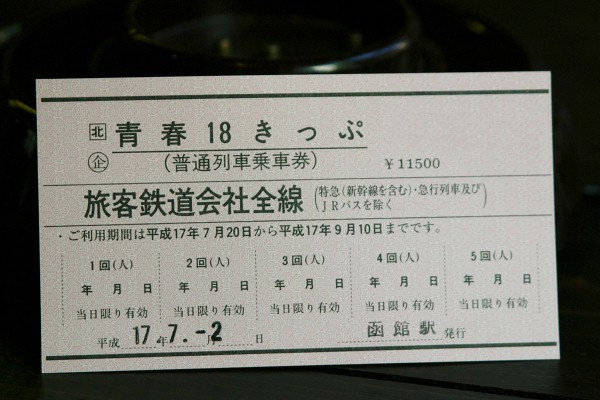 北 青春18きっぷ
企 (普通列車乗車券) ￥11500
旅客鉄道会社全線 (特急(新幹線を含む)・急行列車及び
JRバスを除く)
・ご利用期間は平成17年7月20日から平成17年9月10日までです。
1回(人) 2回(人) 3回(人) 4回(人) 5回(人)
年 月 日 年 月 日 年 月 日 年 月 日 年 月 日
当日限り有効 当日限り有効 当日限り有効 当日限り有効 当日限り有効
平成 17.年7.-月2 日 函館駅 発行